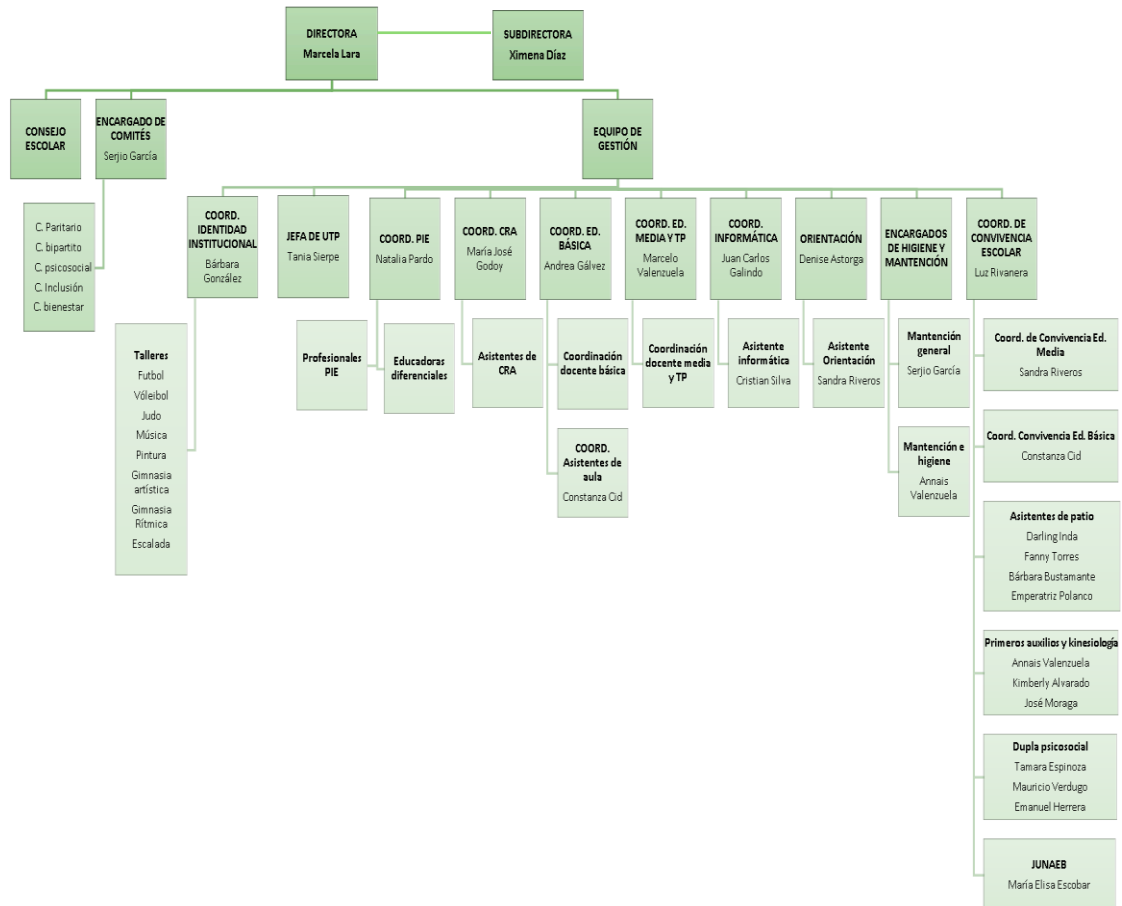 DIRECTORA
Marcela Lara
SUBDIRECTORA
Ximena Díaz
CONSEJO
ESCOLAR
ENCARGADO DE
COMITÉS
Serjio García
EQUIPO DE
GESTIÓN
C. Paritario
C. bipartito
C. psicosocial
C. Inclusión
C. bienestar
COORD.
IDENTIDAD
INSTITUCIONAL
Bárbara
González
JEFA DE UTP
Tania Sierpe
COORD. PIE
Natalia Pardo
COORD. CRA
María José
Godoy
COORD. ED.
BÁSICA
Andrea Gálvez
COORD. ED.
MEDIA Y TP
Marcelo
Valenzuela
COORD.
INFORMÁTICA
Juan Carlos
Galindo
ORIENTACIÓN
Denise Astorga
ENCARGADOS
DE HIGIENE Y
MANTENCIÓN
COORD. DE
CONVIVENCIA
ESCOLAR
Luz Rivanera
Talleres
Futbol
Vóleibol
Judo
Música
Pintura
Gimnasia
artística
Gimnasia
Rítmica
Escalada
Profesionales
PIE
Educadoras
diferenciales
Asistentes de
CRA
Coordinación
docente básica
COORD.
Asistentes de
aula
Constanza Cid
Coordinación
docente media
y TP
Asistente
informática
Cristian Silva
Asistente
Orientación
Sandra Riveros
Mantención
general
Serjio García
Mantención e
higiene
Annais
Valenzuela
Coord. de Convivencia Ed.
Media
Sandra Riveros
Coord. Convivencia Ed. Básica
Constanza Cid
Asistentes de patio
Darling Inda
Fanny Torres
Bárbara Bustamante
Emperatriz Polanco
Primeros auxilios y kinesiología
Annais Valenzuela
Kimberly Alvarado
José Moraga
Dupla psicosocial
Tamara Espinoza
Mauricio Verdugo
Emanuel Herrera
JUNAEB
María Elisa Escobar